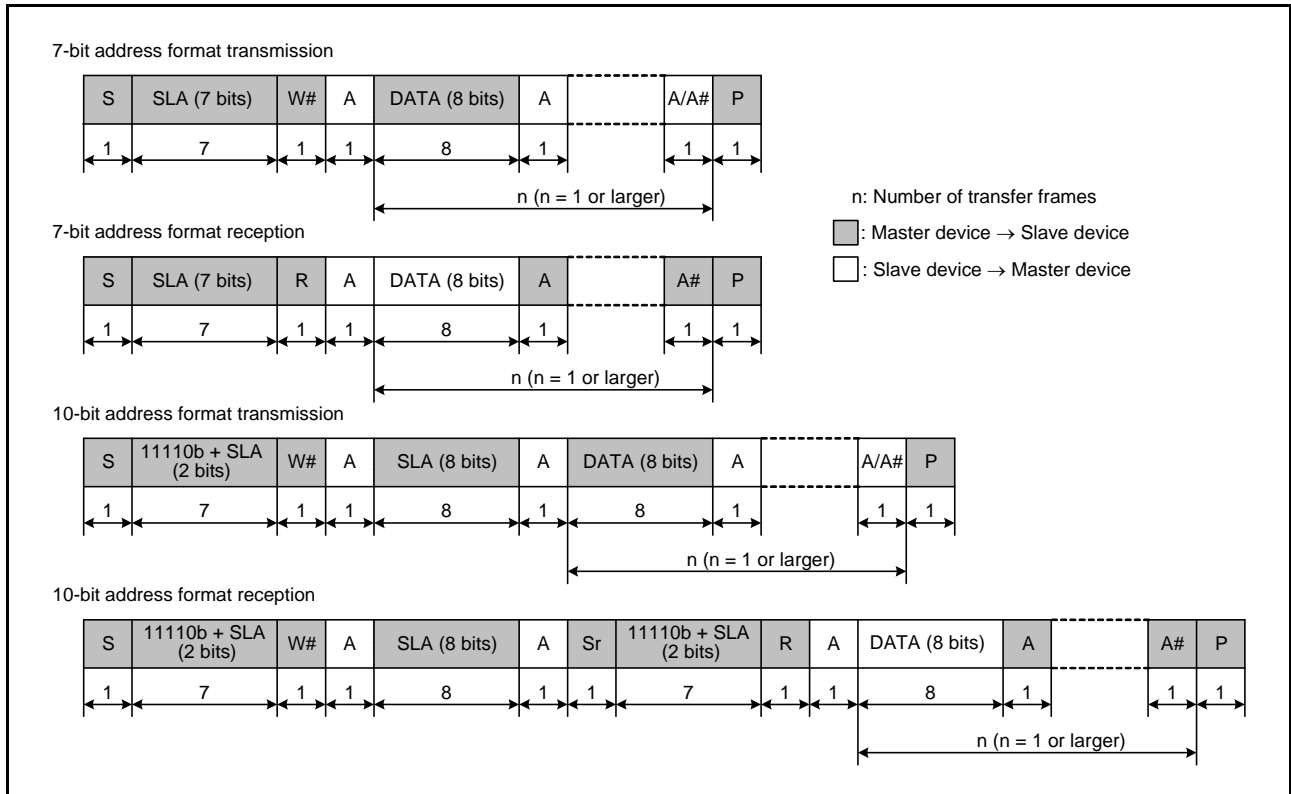 7-bit address format transmission
S SLA (7 bits) W# A DATA (8 bits) A A/A# P
1 7 1 1 8 1 1 1
n (n = 1 or larger)
n: Number of transfer frames
: Master device → Slave device
: Slave device → Master device
7-bit address format reception
S SLA (7 bits) R A DATA (8 bits) A A# P
1 7 1 1 8 1 1 1
n (n = 1 or larger)
10-bit address format transmission
S 11110b + SLA (2 bits) W# A SLA (8 bits) A DATA (8 bits) A A/A# P
1 7 1 1 8 1 8 1 1 1
n (n = 1 or larger)
10-bit address format reception
S 11110b + SLA (2 bits) W# A SLA (8 bits) A Sr 11110b + SLA (2 bits) R A DATA (8 bits) A A# P
1 7 1 1 8 1 1 7 1 1 8 1 1 1
n (n = 1 or larger)